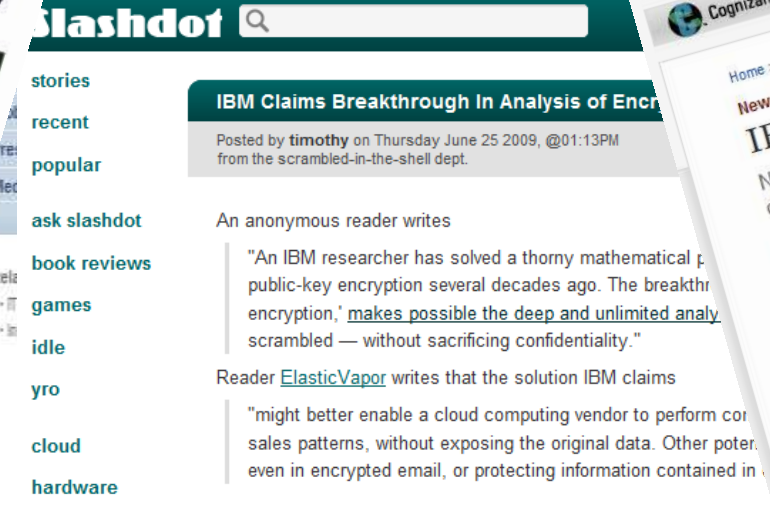 Slashdot
stories
recent
popular
ask slashdot
book reviews
games
idle
yro
cloud
hardware
IBM Claims Breakthrough In Analysis of Encr
Posted by timothy on Thursday June 25 2009, @01:13PM
from the scrambled-in-the-shell dept.
An anonymous reader writes
"An IBM researcher has solved a thorny mathematical p
public-key encryption several decades ago. The breakthr
encryption,' makes possible the deep and unlimited analy
scrambled — without sacrificing confidentiality."
Reader ElasticVapor writes that the solution IBM claims
"might better enable a cloud computing vendor to perform cor
sales patterns, without exposing the original data. Other poter
even in encrypted email, or protecting information contained in
Cogniza
Home
New